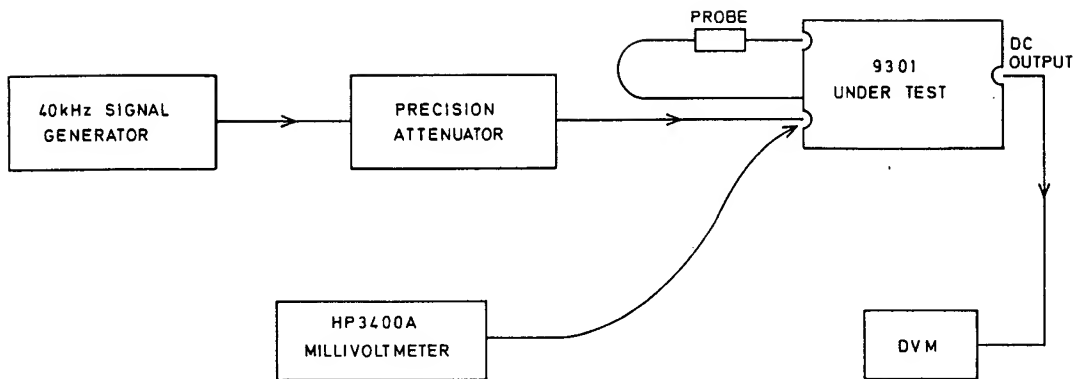 PROBE
9301
UNDER TEST
DC
OUTPUT
40kHz SIGNAL
GENERATOR
PRECISION
ATTENUATOR
HP3400A
MILLIVOLTMETER
DVM